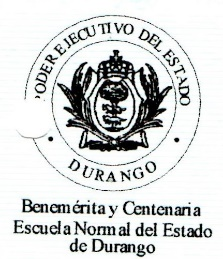 PODER EJECUTIVO DEL ESTADO
DURANGO
Benemérita y Centenaria
Escuela Normal del Estado
de Durango